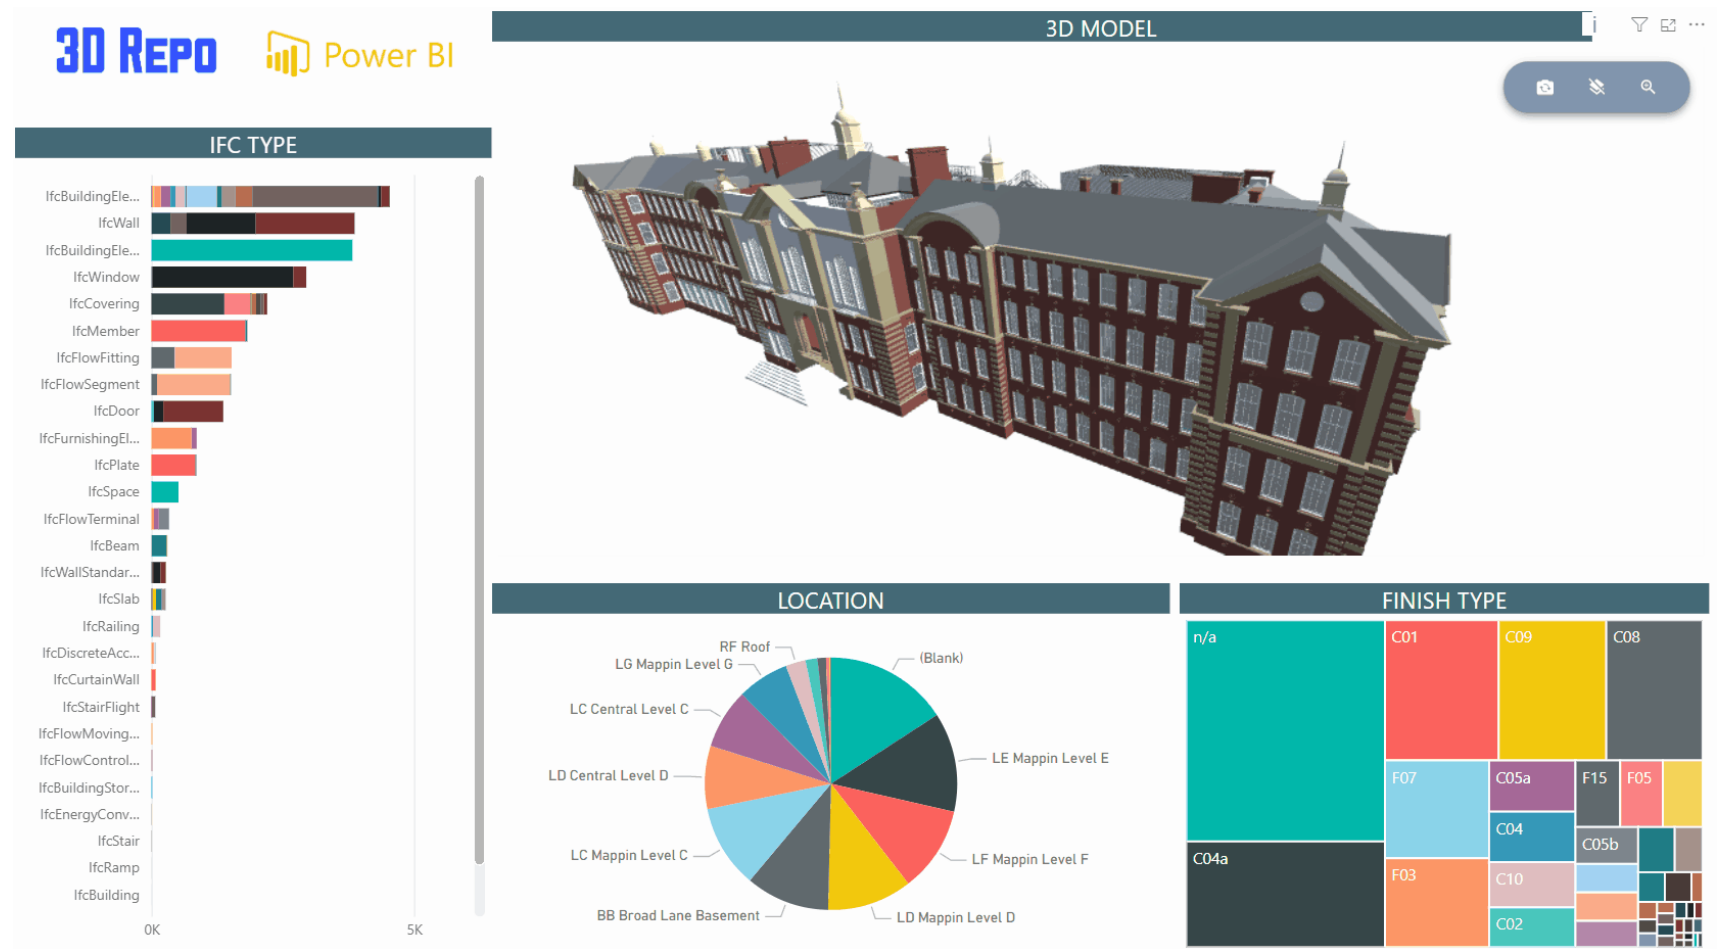 3D REPO
Power BI
3D MODEL
i
IFC TYPE
IfcBuildingEle...
IfcWall
IfcBuildingEle...
IfcWindow
IfcCovering
IfcMember
IfcFlowFitting
IfcFlowSegment
IfcDoor
IfcFurnishingEl...
IfcPlate
IfcSpace
IfcFlowTerminal
IfcBeam
IfcWallStandar...
IfcSlab
IfcRailing
IfcDiscreteAcc...
IfcCurtainWall
IfcStairFlight
IfcFlowMoving...
IfcFlowControl...
IfcBuildingStor...
IfcEnergyConv...
IfcStair
IfcRamp
IfcBuilding
0K
5K
LOCATION
RF Roof
(Blank)
LG Mappin Level G
LC Central Level C
LE Mappin Level E
LD Central Level D
LC Mappin Level C
LF Mappin Level F
BB Broad Lane Basement
LD Mappin Level D
FINISH TYPE
n/a
C01
C09
C08
F07
C05a
F15
F05
C04
C05b
C04a
F03
C10
C02